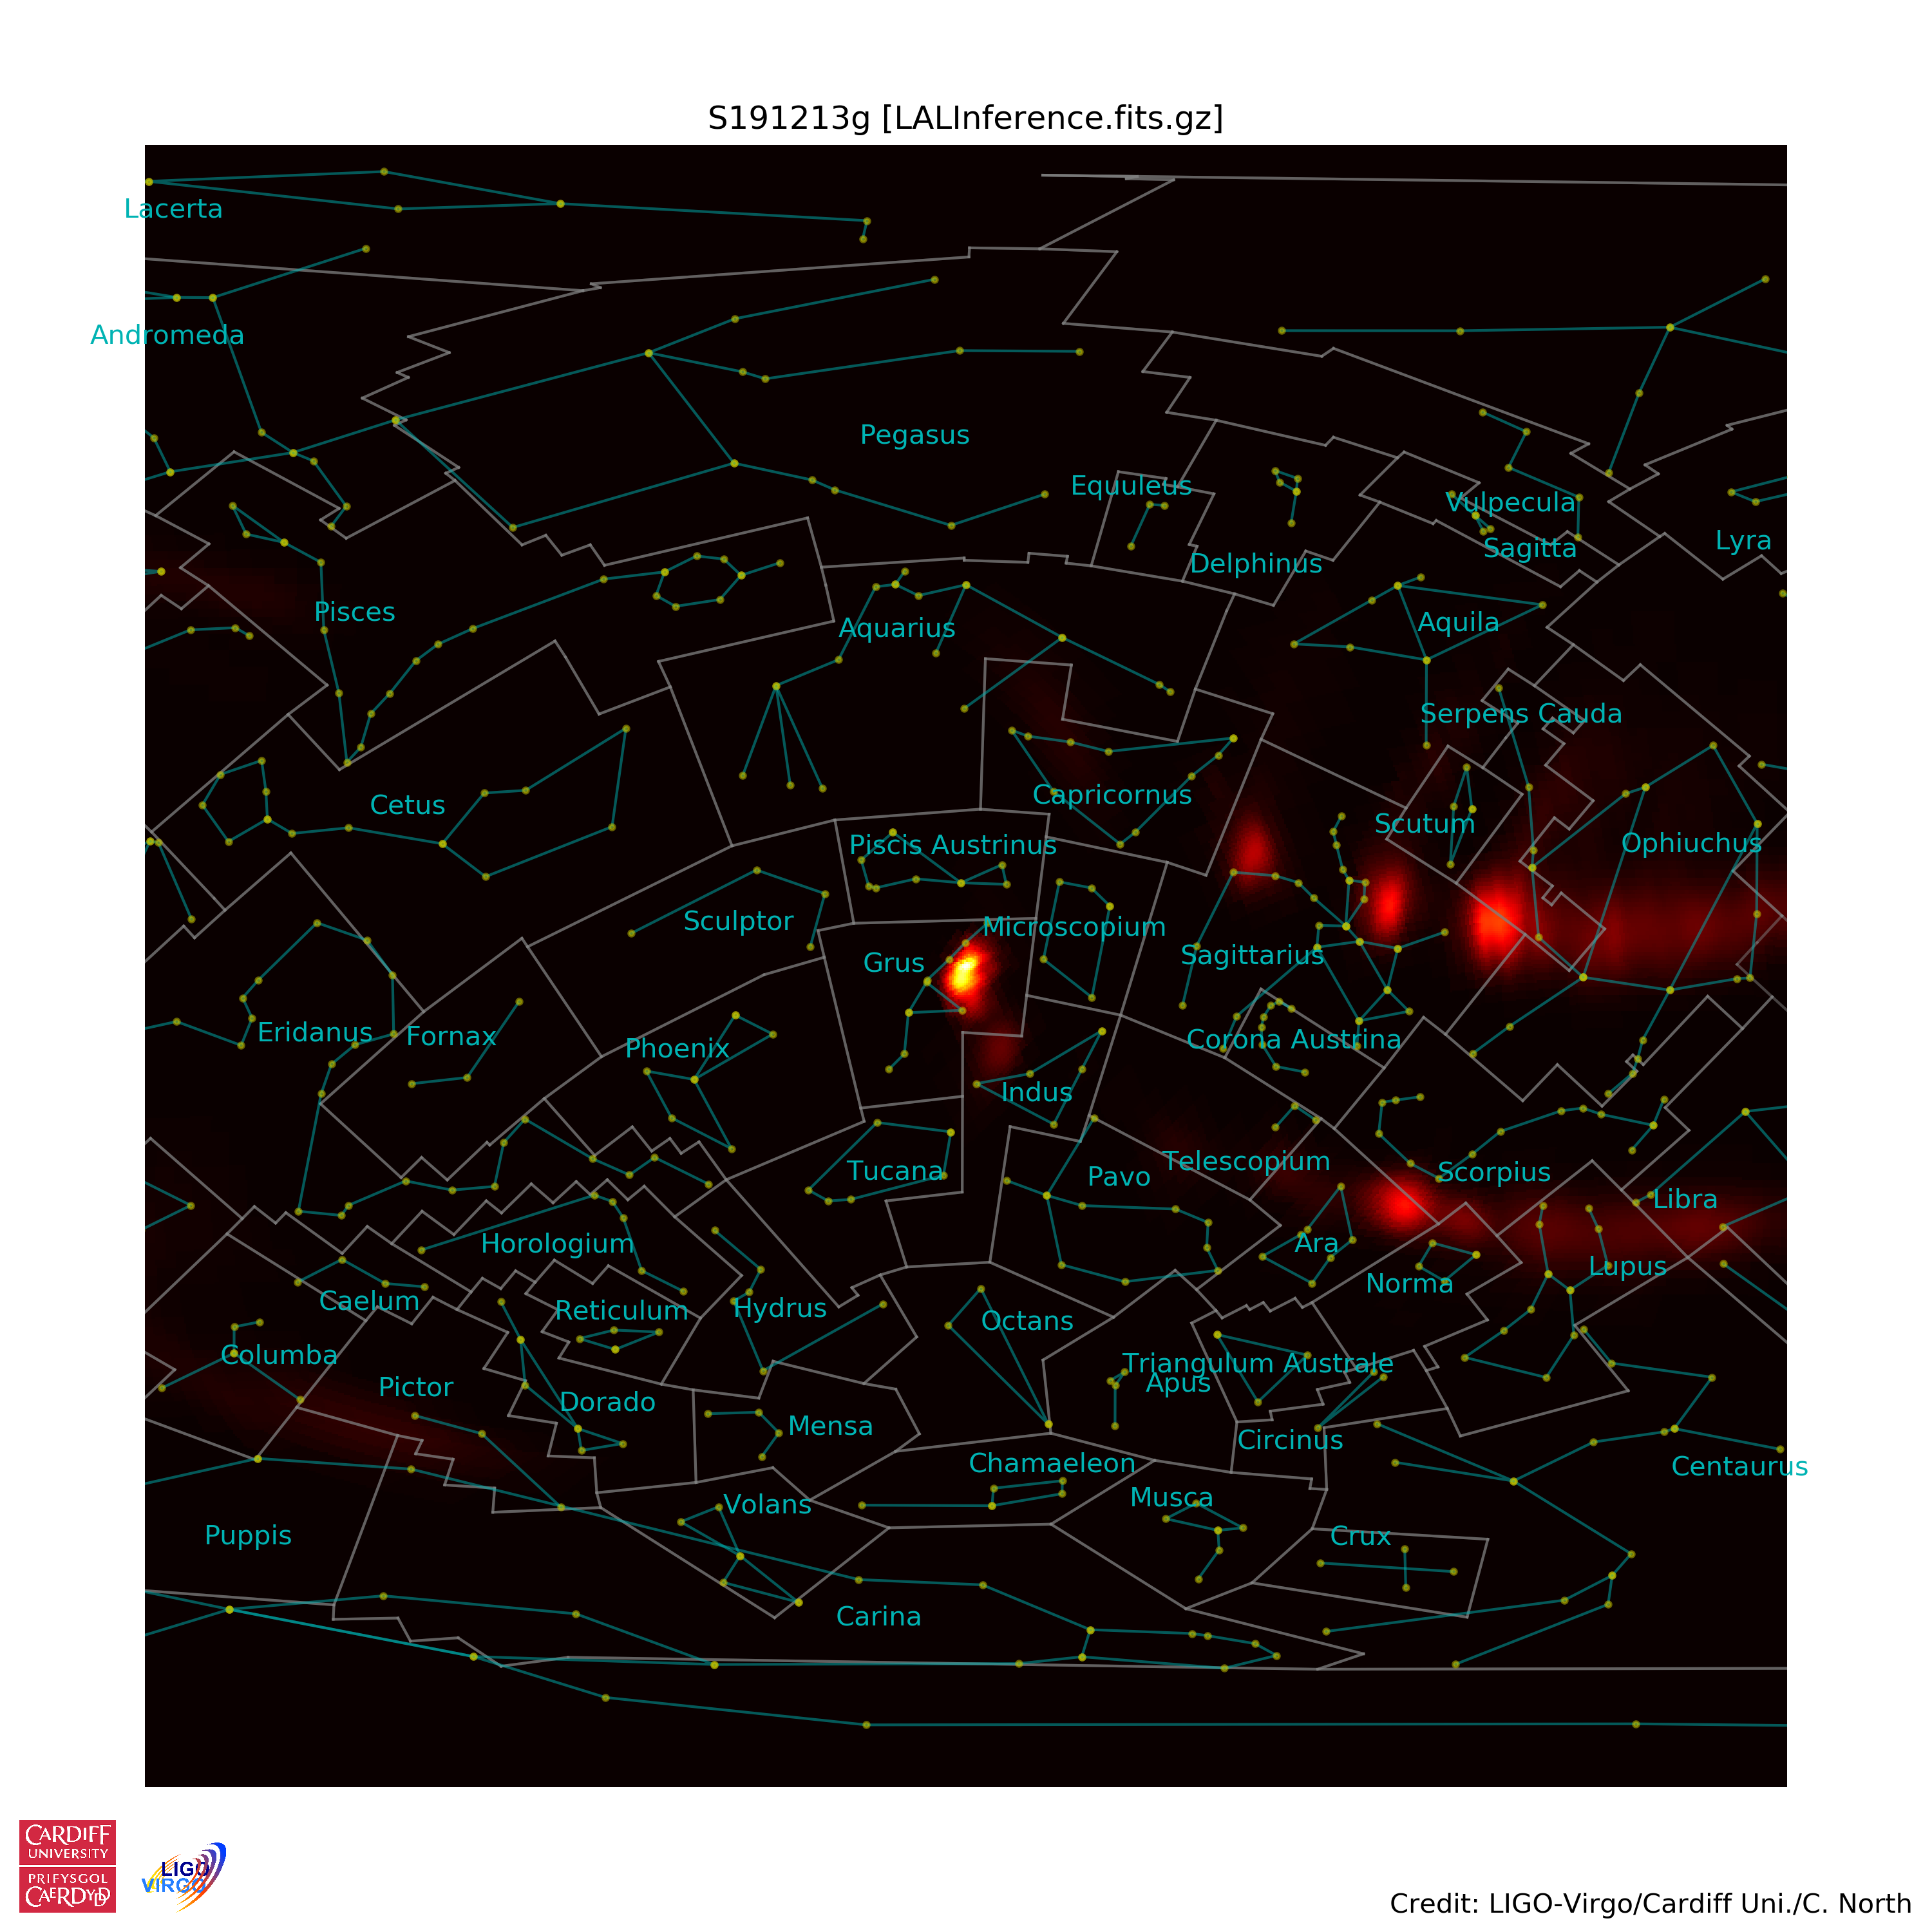 S191213g [LALInference.fits.gz]
Lacerta
Andromeda
Pegasus
Equuleus
Vulpecula
Sagitta
Lyra
Delphinus
Pisces
Aquarius
Aquila
Serpens Cauda
Cetus
Capricornus
Scutum
Piscis Austrinus
Ophiuchus
Sculptor
Microscopium
Grus
Sagittarius
Eridanus
Fornax
Phoenix
Corona Austrina
Indus
Tucana
Pavo
Telescopium
Scorpius
Libra
Horologium
Ara
Lupus
Norma
Caelum
Reticulum
Hydrus
Octans
Columba
Triangulum Australe
Pictor
Apus
Dorado
Mensa
Circinus
Chamaeleon
Centaurus
Volans
Musca
Puppis
Crux
Carina
CARDIFF
UNIVERSITY
PRIFYSGOL
CAERDYDD
LIGO
VIRGO
Credit: LIGO-Virgo/Cardiff Uni./C. North